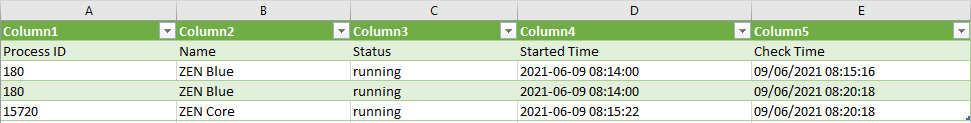 A B C D E
Column1 Column2 Column3 Column4 Column5
Process ID Name Status Started Time Check Time
180 ZEN Blue running 2021-06-09 08:14:00 09/06/2021 08:15:16
180 ZEN Blue running 2021-06-09 08:14:00 09/06/2021 08:20:18
15720 ZEN Core running 2021-06-09 08:15:22 09/06/2021 08:20:18